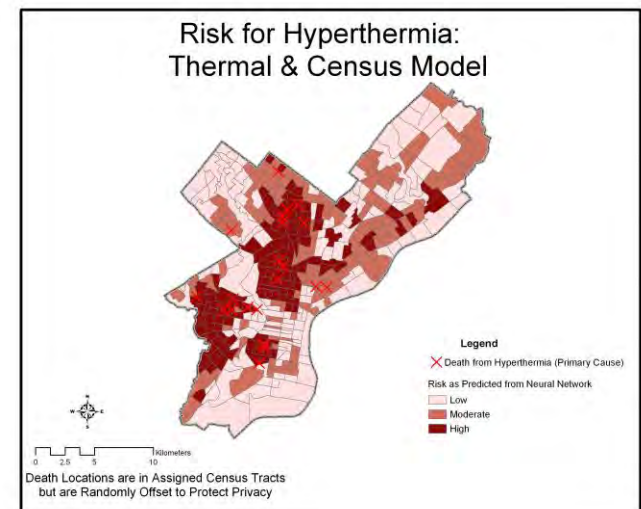 Risk for Hyperthermia:
Thermal & Census Model
Legend
Death from Hyperthermia (Primary Cause)
Risk as Predicted from Neural Network
Low
Moderate
High
N
W E
S
Kilometers
0 2.5 5 10
Death Locations are in Assigned Census Tracts
but are Randomly Offset to Protect Privacy